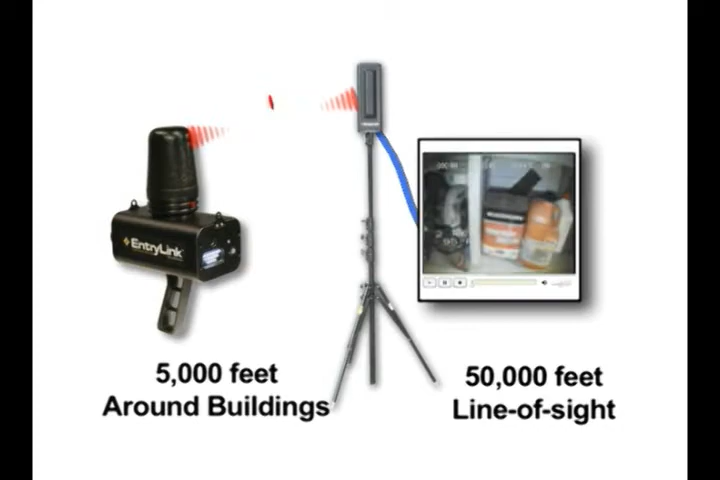 EntryLink
5,000 feet
Around Buildings
50,000 feet
Line-of-sight